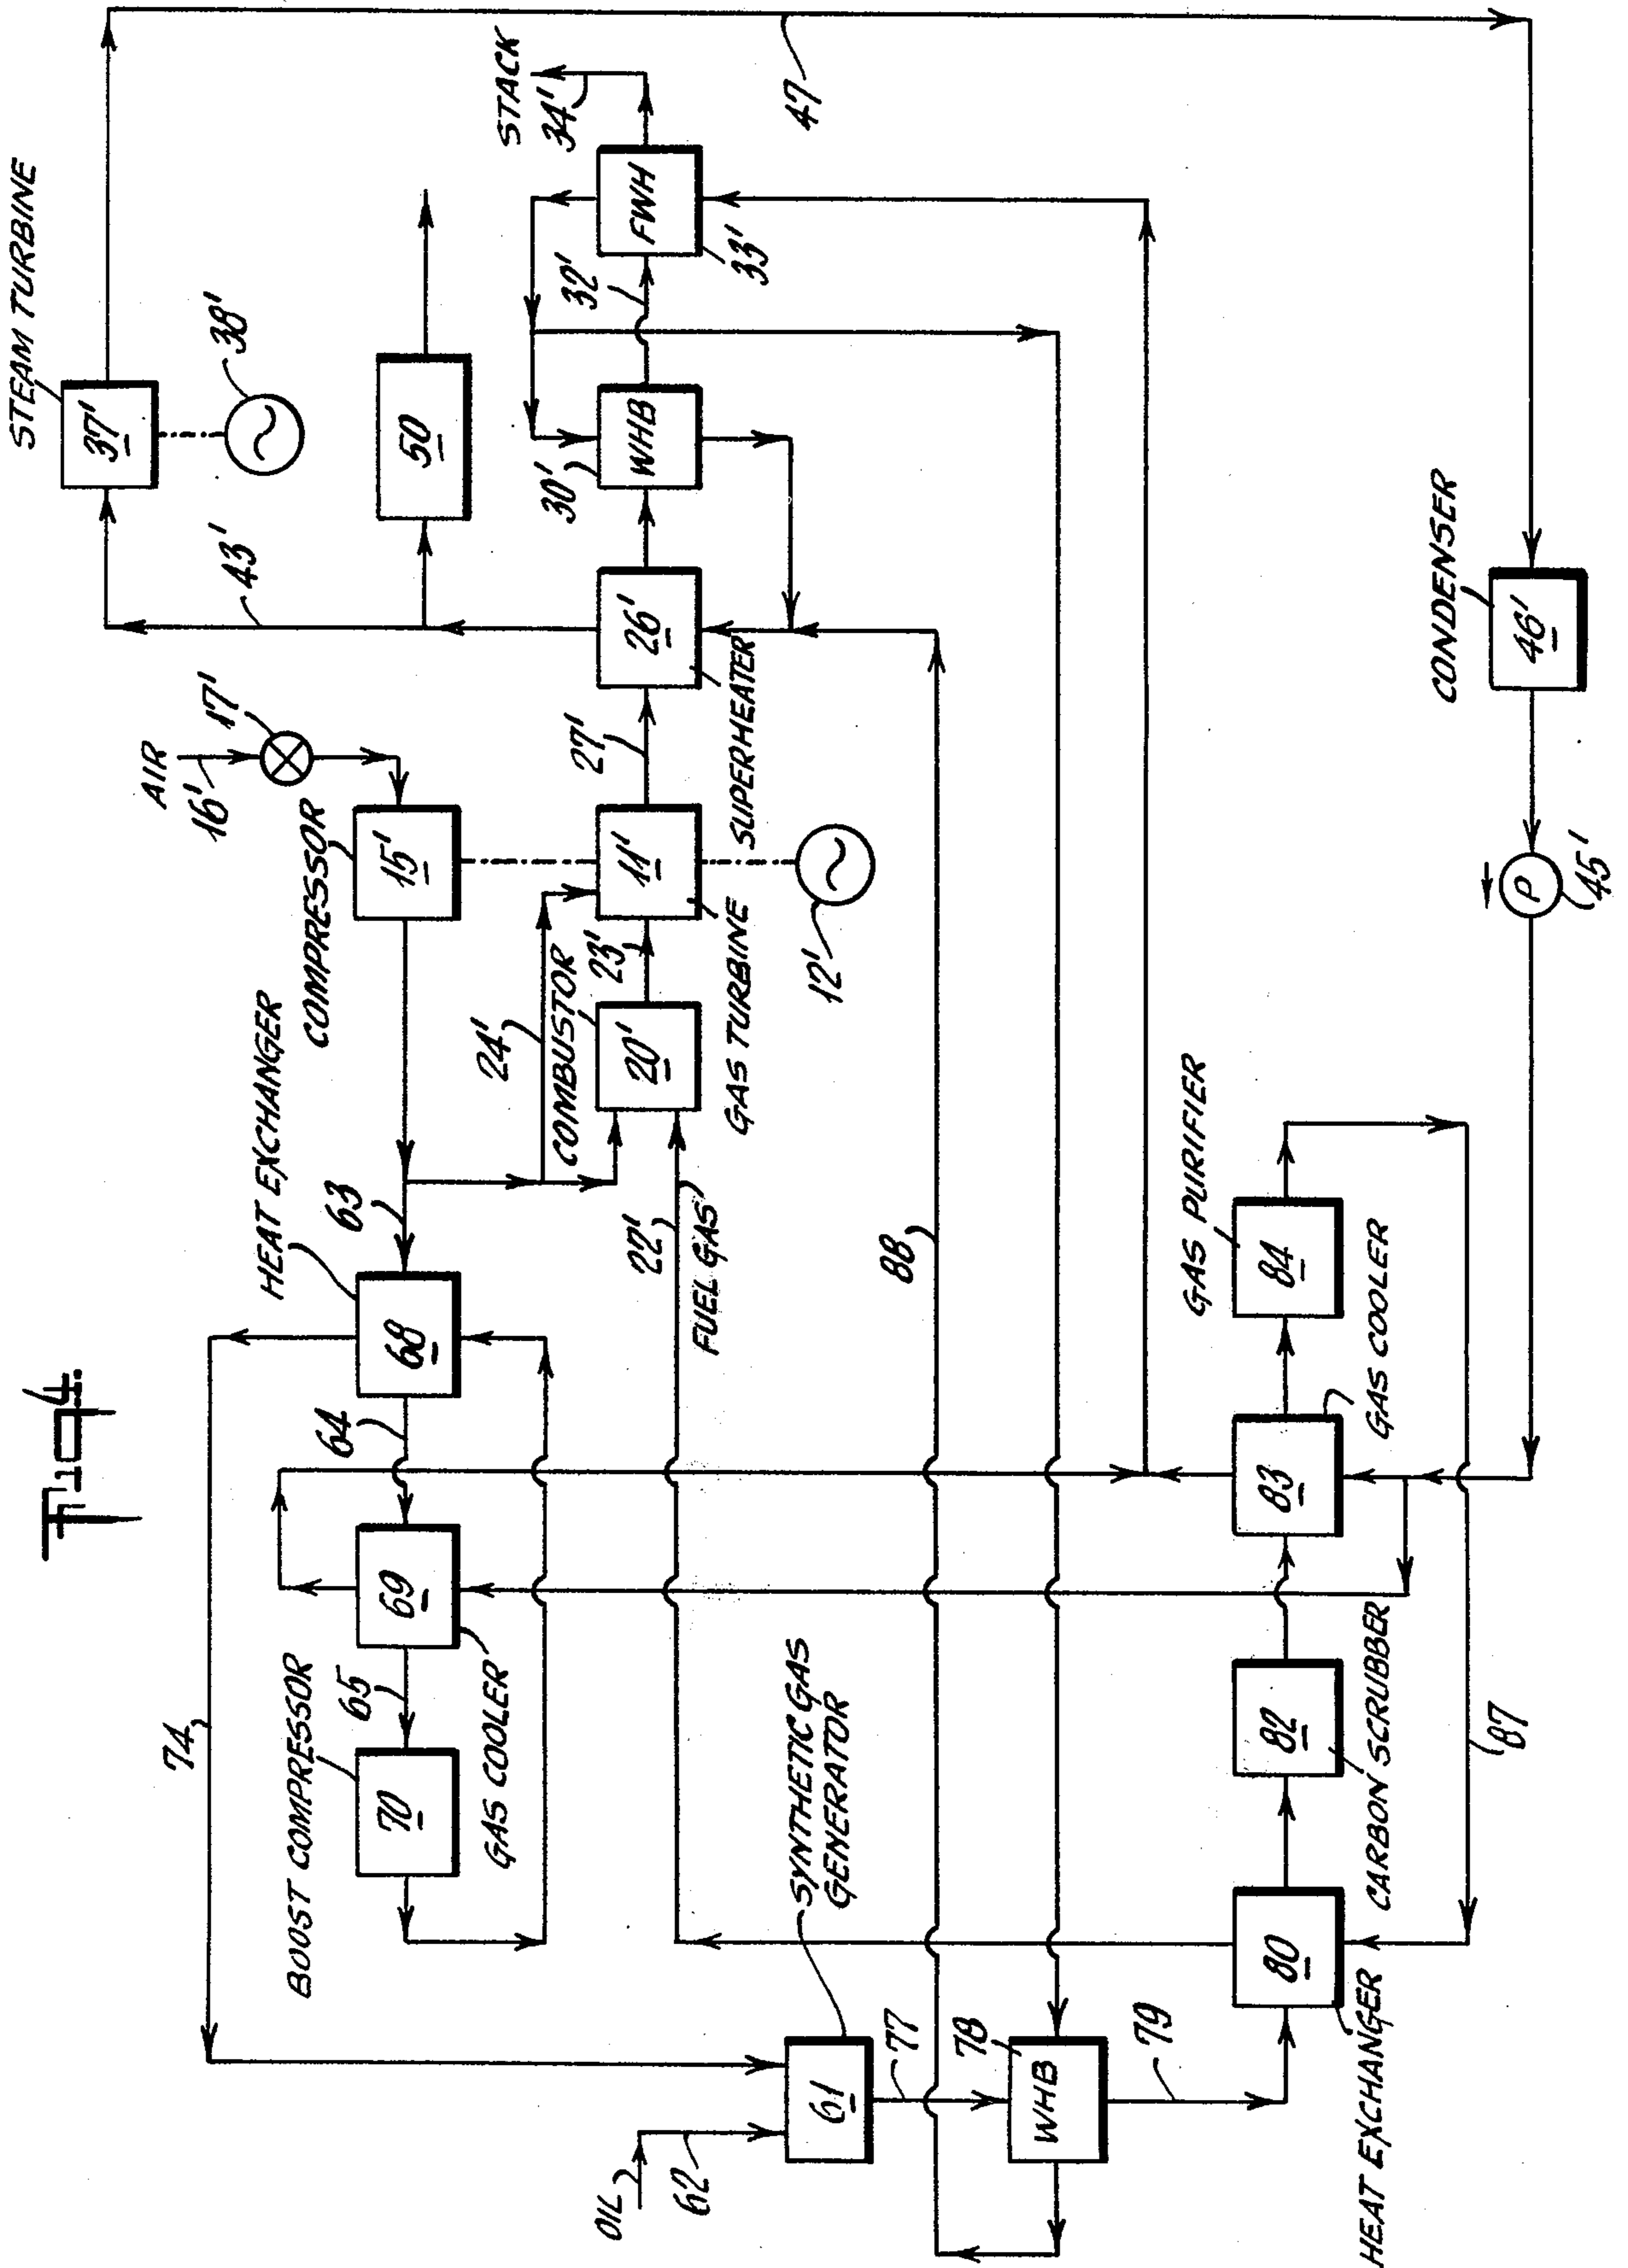 Fig. 4.
STEAM TURBINE
37'
38'
47
STACK
34'
43'
50
FWH
33'
32'
WHB
30'
26'
SUPERHEATER
27'
AIR
16'
17'
COMPRESSOR
15'
11'
GAS TURBINE
12'
23'
24'
COMBUSTOR
20'
22'
FUEL GAS
HEAT EXCHANGER
63
68
64
69
GAS COOLER
65
70
BOOST COMPRESSOR
74
SYNTHETIC GAS
GENERATOR
61
OIL
62
77
78
WHB
79
88
HEAT EXCHANGER
80
CARBON SCRUBBER
82
83
GAS COOLER
GAS PURIFIER
84
87
CONDENSER
46'
P
45'